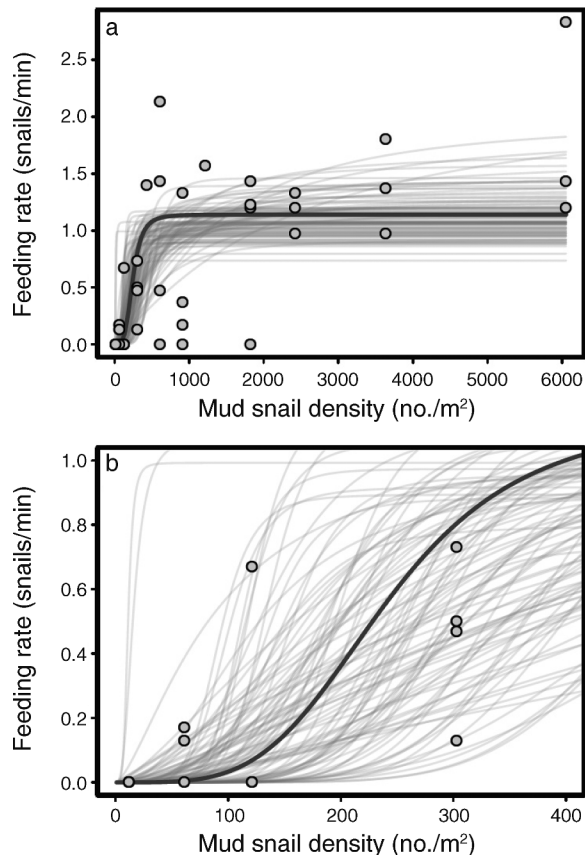 a
2.5
2.0
1.5
1.0
0.5
0.0
0 1000 2000 3000 4000 5000 6000
Mud snail density (no./m²)
Feeding rate (snails/min)
b
1.0
0.8
0.6
0.4
0.2
0.0
0 100 200 300 400
Mud snail density (no./m²)
Feeding rate (snails/min)